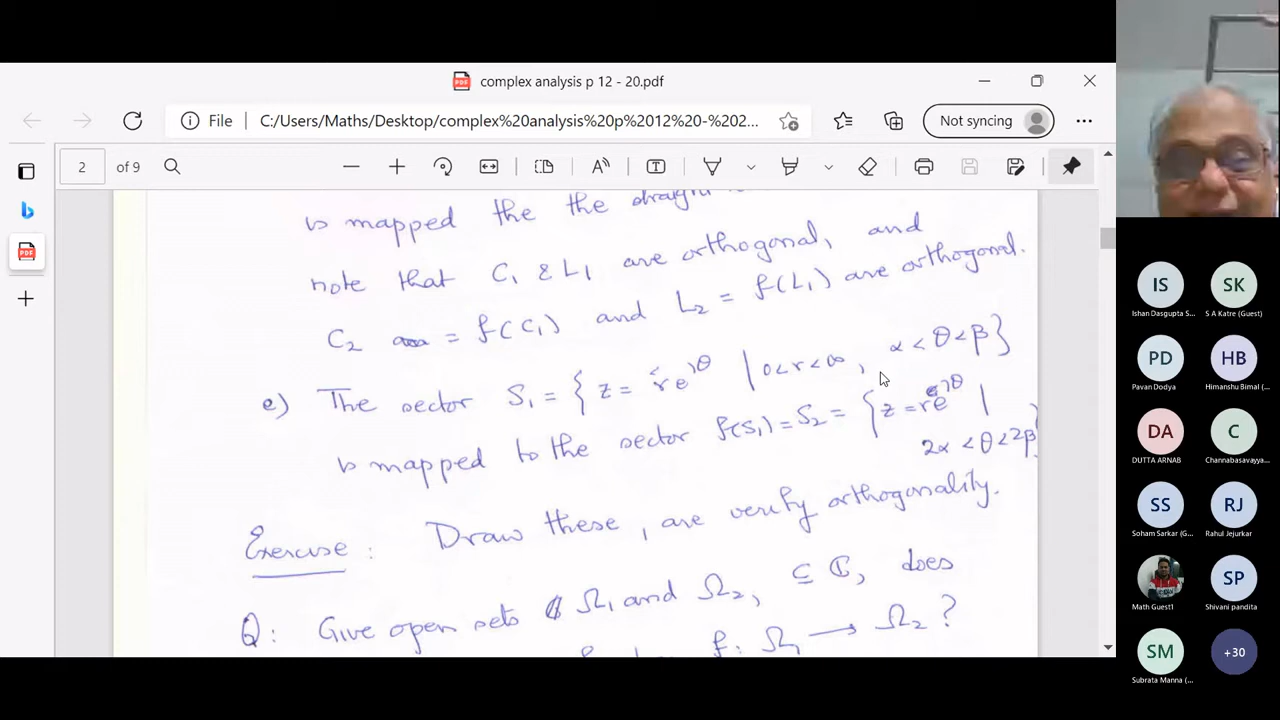 complex analysis p 12 - 20.pdf
File C:/Users/Maths/Desktop/complex%20analysis%20p%2012%20-%202... Not syncing
2 of 9
is mapped the the straight
note that C₁ & L₁ are orthogonal, and
C₂ = f(C₁) and L₂ = f(L₁) are orthogonal.
e) The sector S₁ = { z = re^iθ | 0<r<∞, α<θ<β}
is mapped to the sector f(S₁) = S₂ = { z = re^iθ |
2α <θ<2β}
Exercise : Draw these, are verify orthogonality.
Q: Give open sets Ω₁ and Ω₂, ⊆ ℂ, does
f: Ω₁ → Ω₂ ?
IS SK
Ishan Dasgupta S... S A Katre (Guest)
PD HB
Pavan Dodya Himanshu Bimal (...
DA C
DUTTA ARNAB Channabasavayya...
SS RJ
Soham Sarkar (G... Rahul Jejurkar
SP
Math Guest1 Shivani pandita
SM +30
Subrata Manna (...